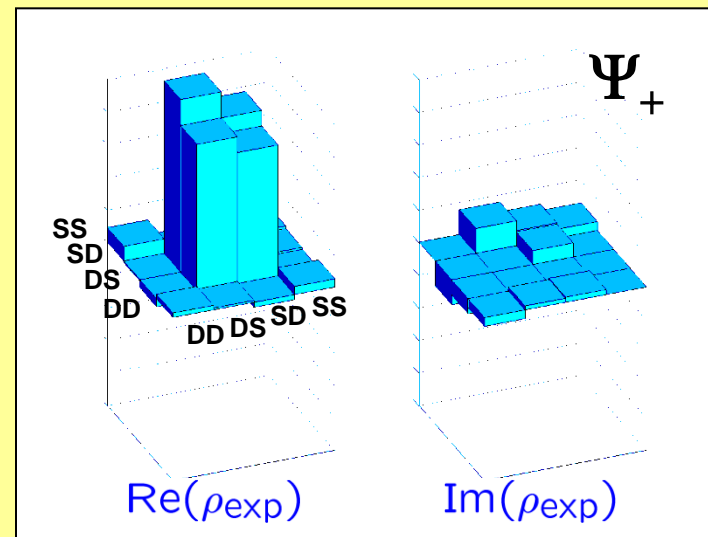 Ψ+
SS
SD
DS
DD
DD DS SD SS
Re(ρexp) Im(ρexp)